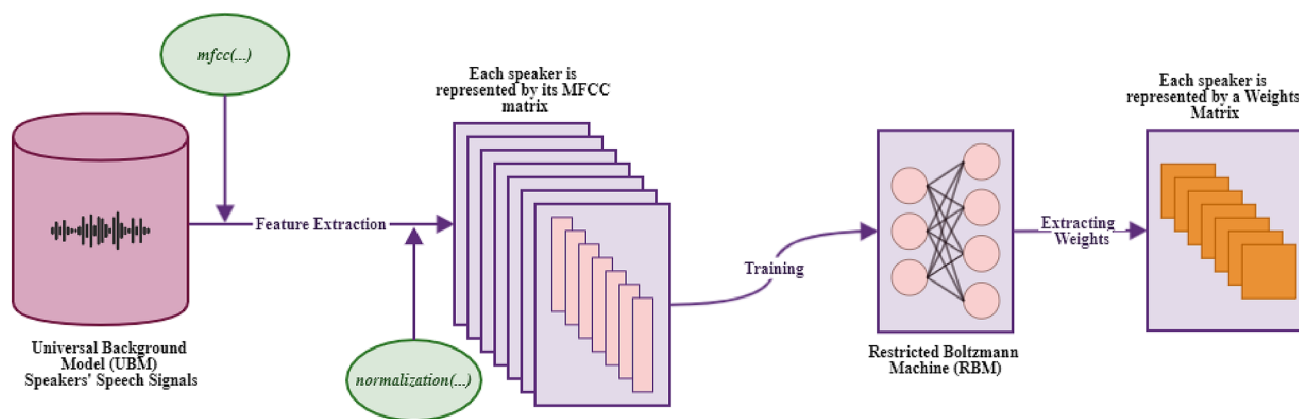 mfcc(...)
Each speaker is
represented by its MFCC
matrix
Each speaker is
represented by a Weights
Matrix
Feature Extraction
Extracting
Weights
Training
Universal Background
Model (UBM)
Speakers' Speech Signals
normalization(...)
Restricted Boltzmann
Machine (RBM)